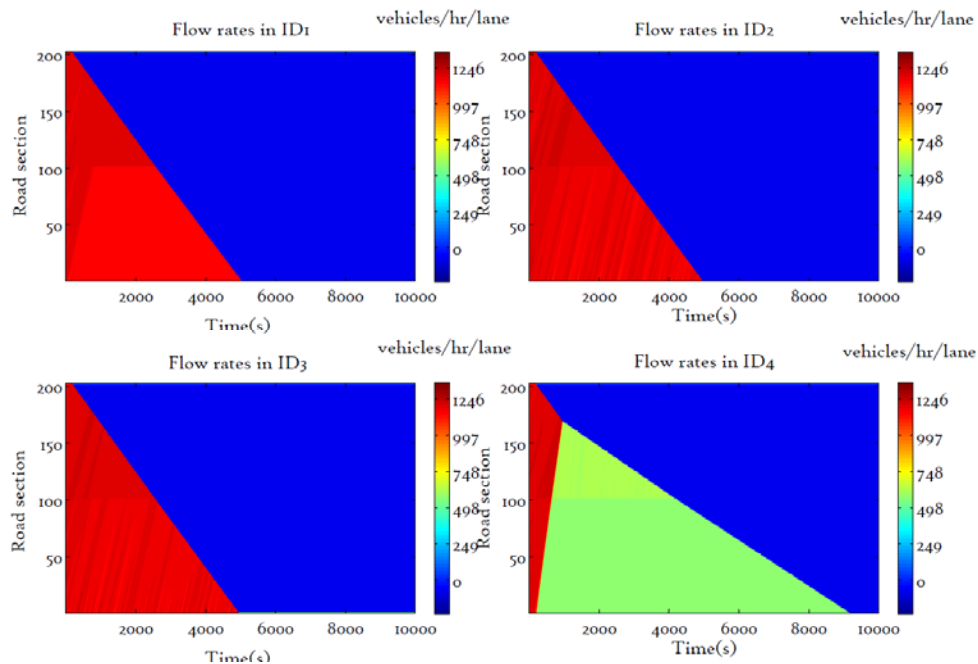 Flow rates in ID1
vehicles/hr/lane
Road section
200
150
100
50
2000 4000 6000 8000 10000
Time(s)
1246
997
748
498
249
0
Flow rates in ID2
vehicles/hr/lane
Road section
200
150
100
50
2000 4000 6000 8000 10000
Time(s)
1246
997
748
498
249
0
Flow rates in ID3
vehicles/hr/lane
Road section
200
150
100
50
2000 4000 6000 8000 10000
Time(s)
1246
997
748
498
249
0
Flow rates in ID4
vehicles/hr/lane
Road section
200
150
100
50
2000 4000 6000 8000 10000
Time(s)
1246
997
748
498
249
0